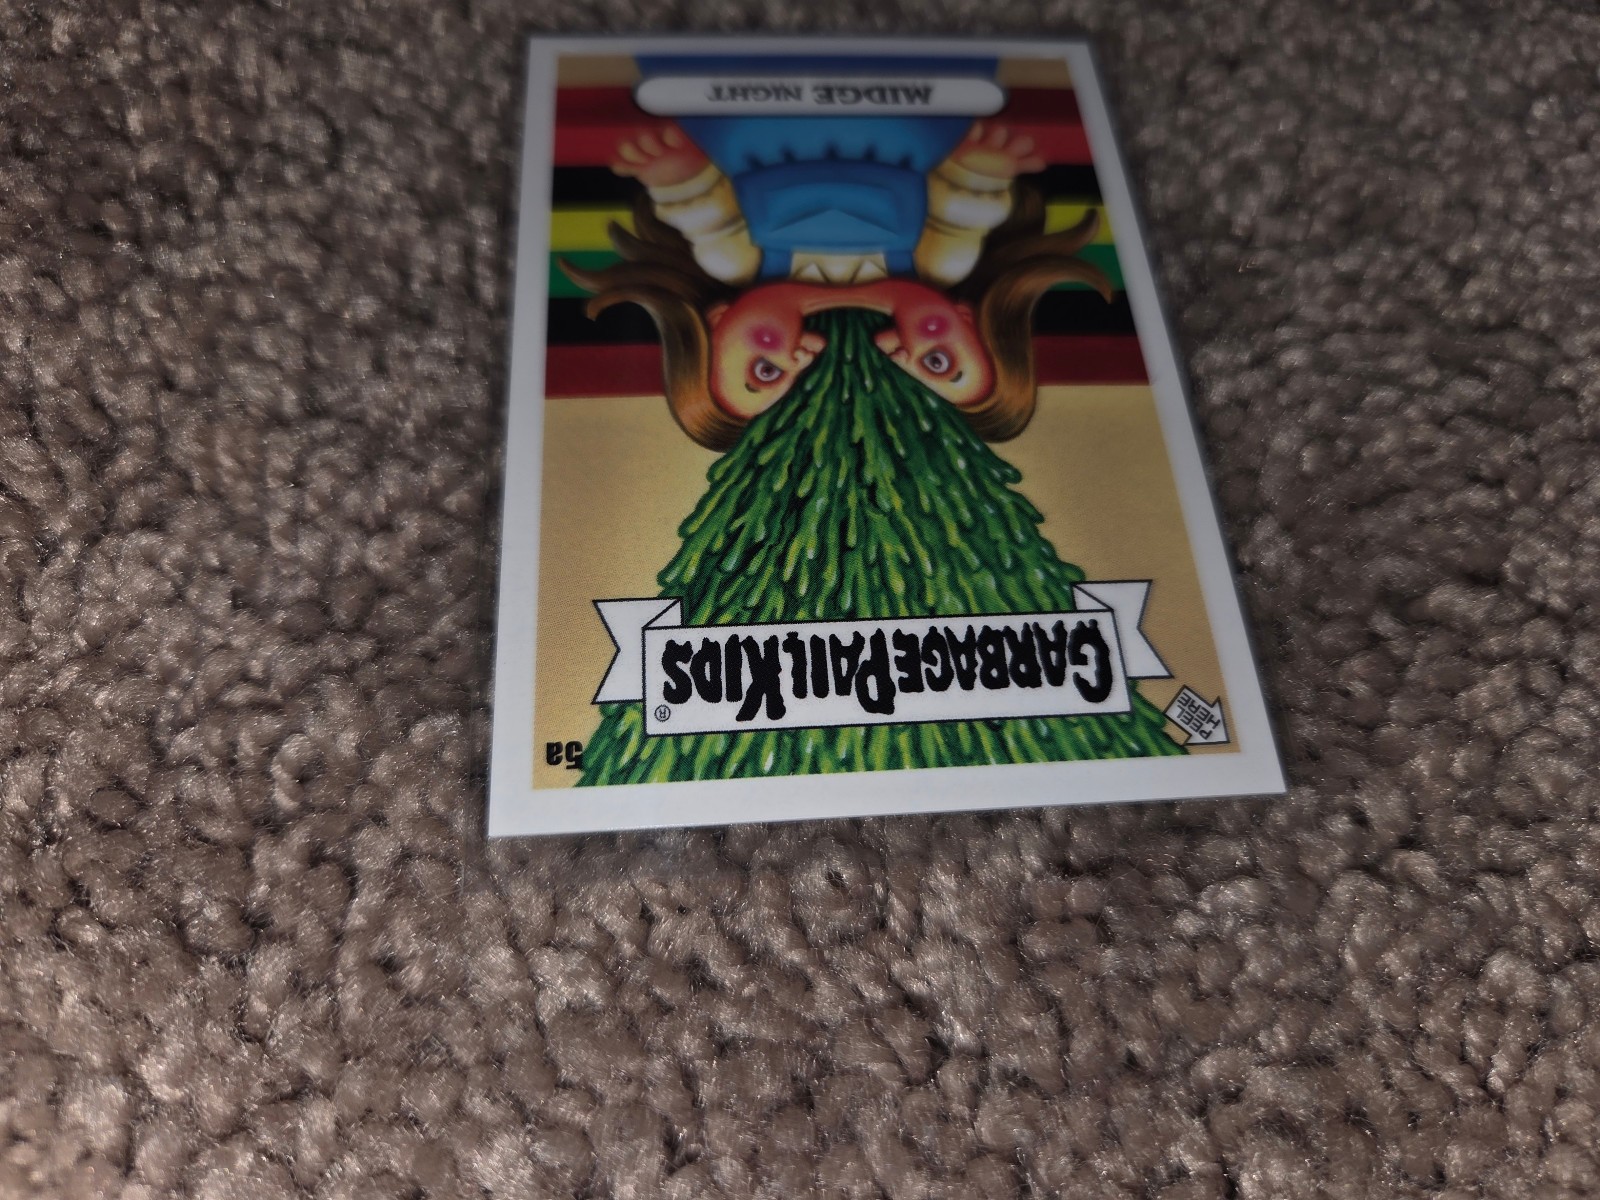 5a
GARBAGE PAIL KIDS®
PEEL
HERE
MIDGE NIGHT